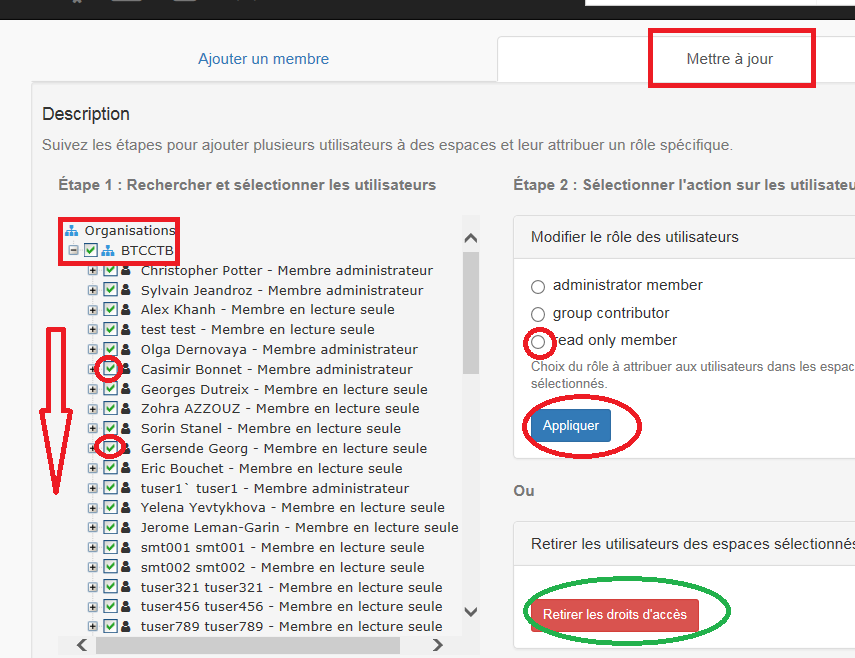 Ajouter un membre
Mettre à jour
Description
Suivez les étapes pour ajouter plusieurs utilisateurs à des espaces et leur attribuer un rôle spécifique.
Étape 1 : Rechercher et sélectionner les utilisateurs
Organisations
BTCCTB
Christopher Potter - Membre administrateur
Sylvain Jeandroz - Membre administrateur
Alex Khanh - Membre en lecture seule
test test - Membre en lecture seule
Olga Dernovaya - Membre administrateur
Casimir Bonnet - Membre administrateur
Georges Dutreix - Membre en lecture seule
Zohra AZZOUZ - Membre en lecture seule
Sorin Stanel - Membre en lecture seule
Gersende Georg - Membre en lecture seule
Eric Bouchet - Membre en lecture seule
tuser1` tuser1 - Membre administrateur
Yelena Yevtykhova - Membre en lecture seule
Jerome Leman-Garin - Membre en lecture seule
smt001 smt001 - Membre en lecture seule
smt002 smt002 - Membre en lecture seule
tuser321 tuser321 - Membre en lecture seule
tuser456 tuser456 - Membre en lecture seule
tuser789 tuser789 - Membre en lecture seule
Étape 2 : Sélectionner l'action sur les utilisateu
Modifier le rôle des utilisateurs
administrator member
group contributor
read only member
Choix du rôle à attribuer aux utilisateurs dans les espac
sélectionnés.
Appliquer
Ou
Retirer les utilisateurs des espaces sélectionnés
Retirer les droits d'accès